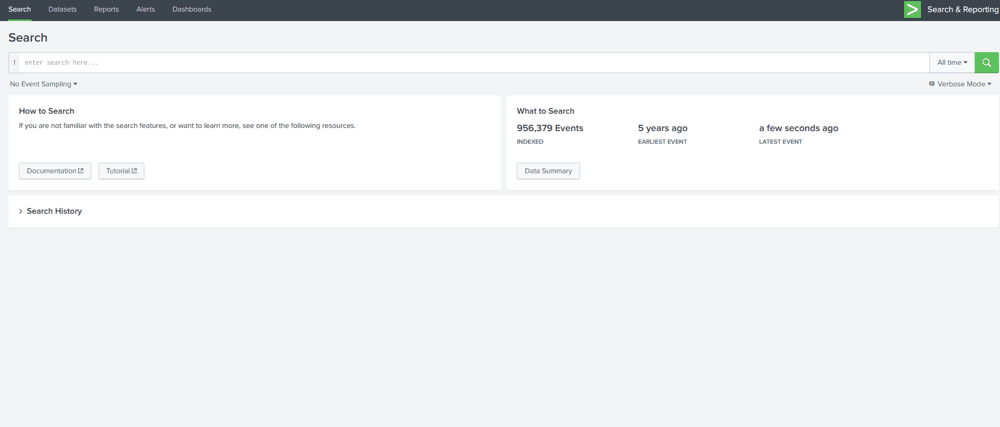 Search Datasets Reports Alerts Dashboards Search & Reporting
Search
1 enter search here... All time
No Event Sampling Verbose Mode
How to Search
If you are not familiar with the search features, or want to learn more, see one of the following resources.
Documentation Tutorial
What to Search
956,379 Events 5 years ago a few seconds ago
INDEXED EARLIEST EVENT LATEST EVENT
Data Summary
Search History